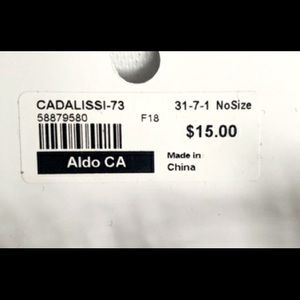 CADALISSI-73 31-7-1 NoSize
58879580 F18 $15.00
Aldo CA Made in
China